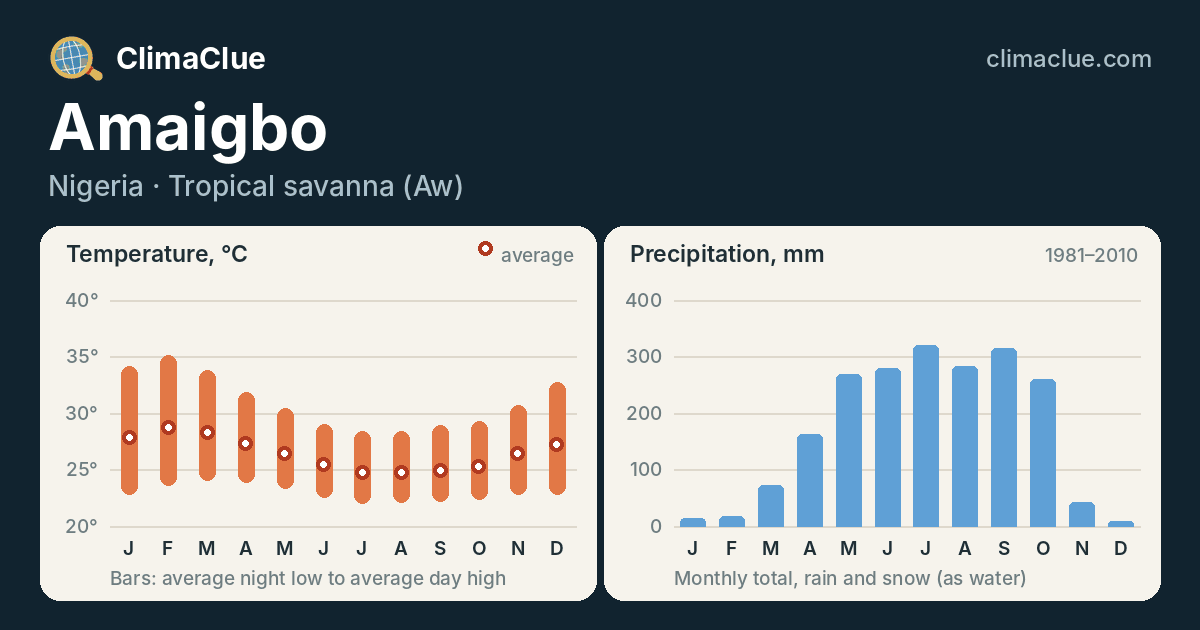 ClimaClue
climaclue.com
Amaigbo
Nigeria · Tropical savanna (Aw)
Temperature, °C
average
40°
35°
30°
25°
20°
J F M A M J J A S O N D
Bars: average night low to average day high
Precipitation, mm
1981–2010
400
300
200
100
0
J F M A M J J A S O N D
Monthly total, rain and snow (as water)